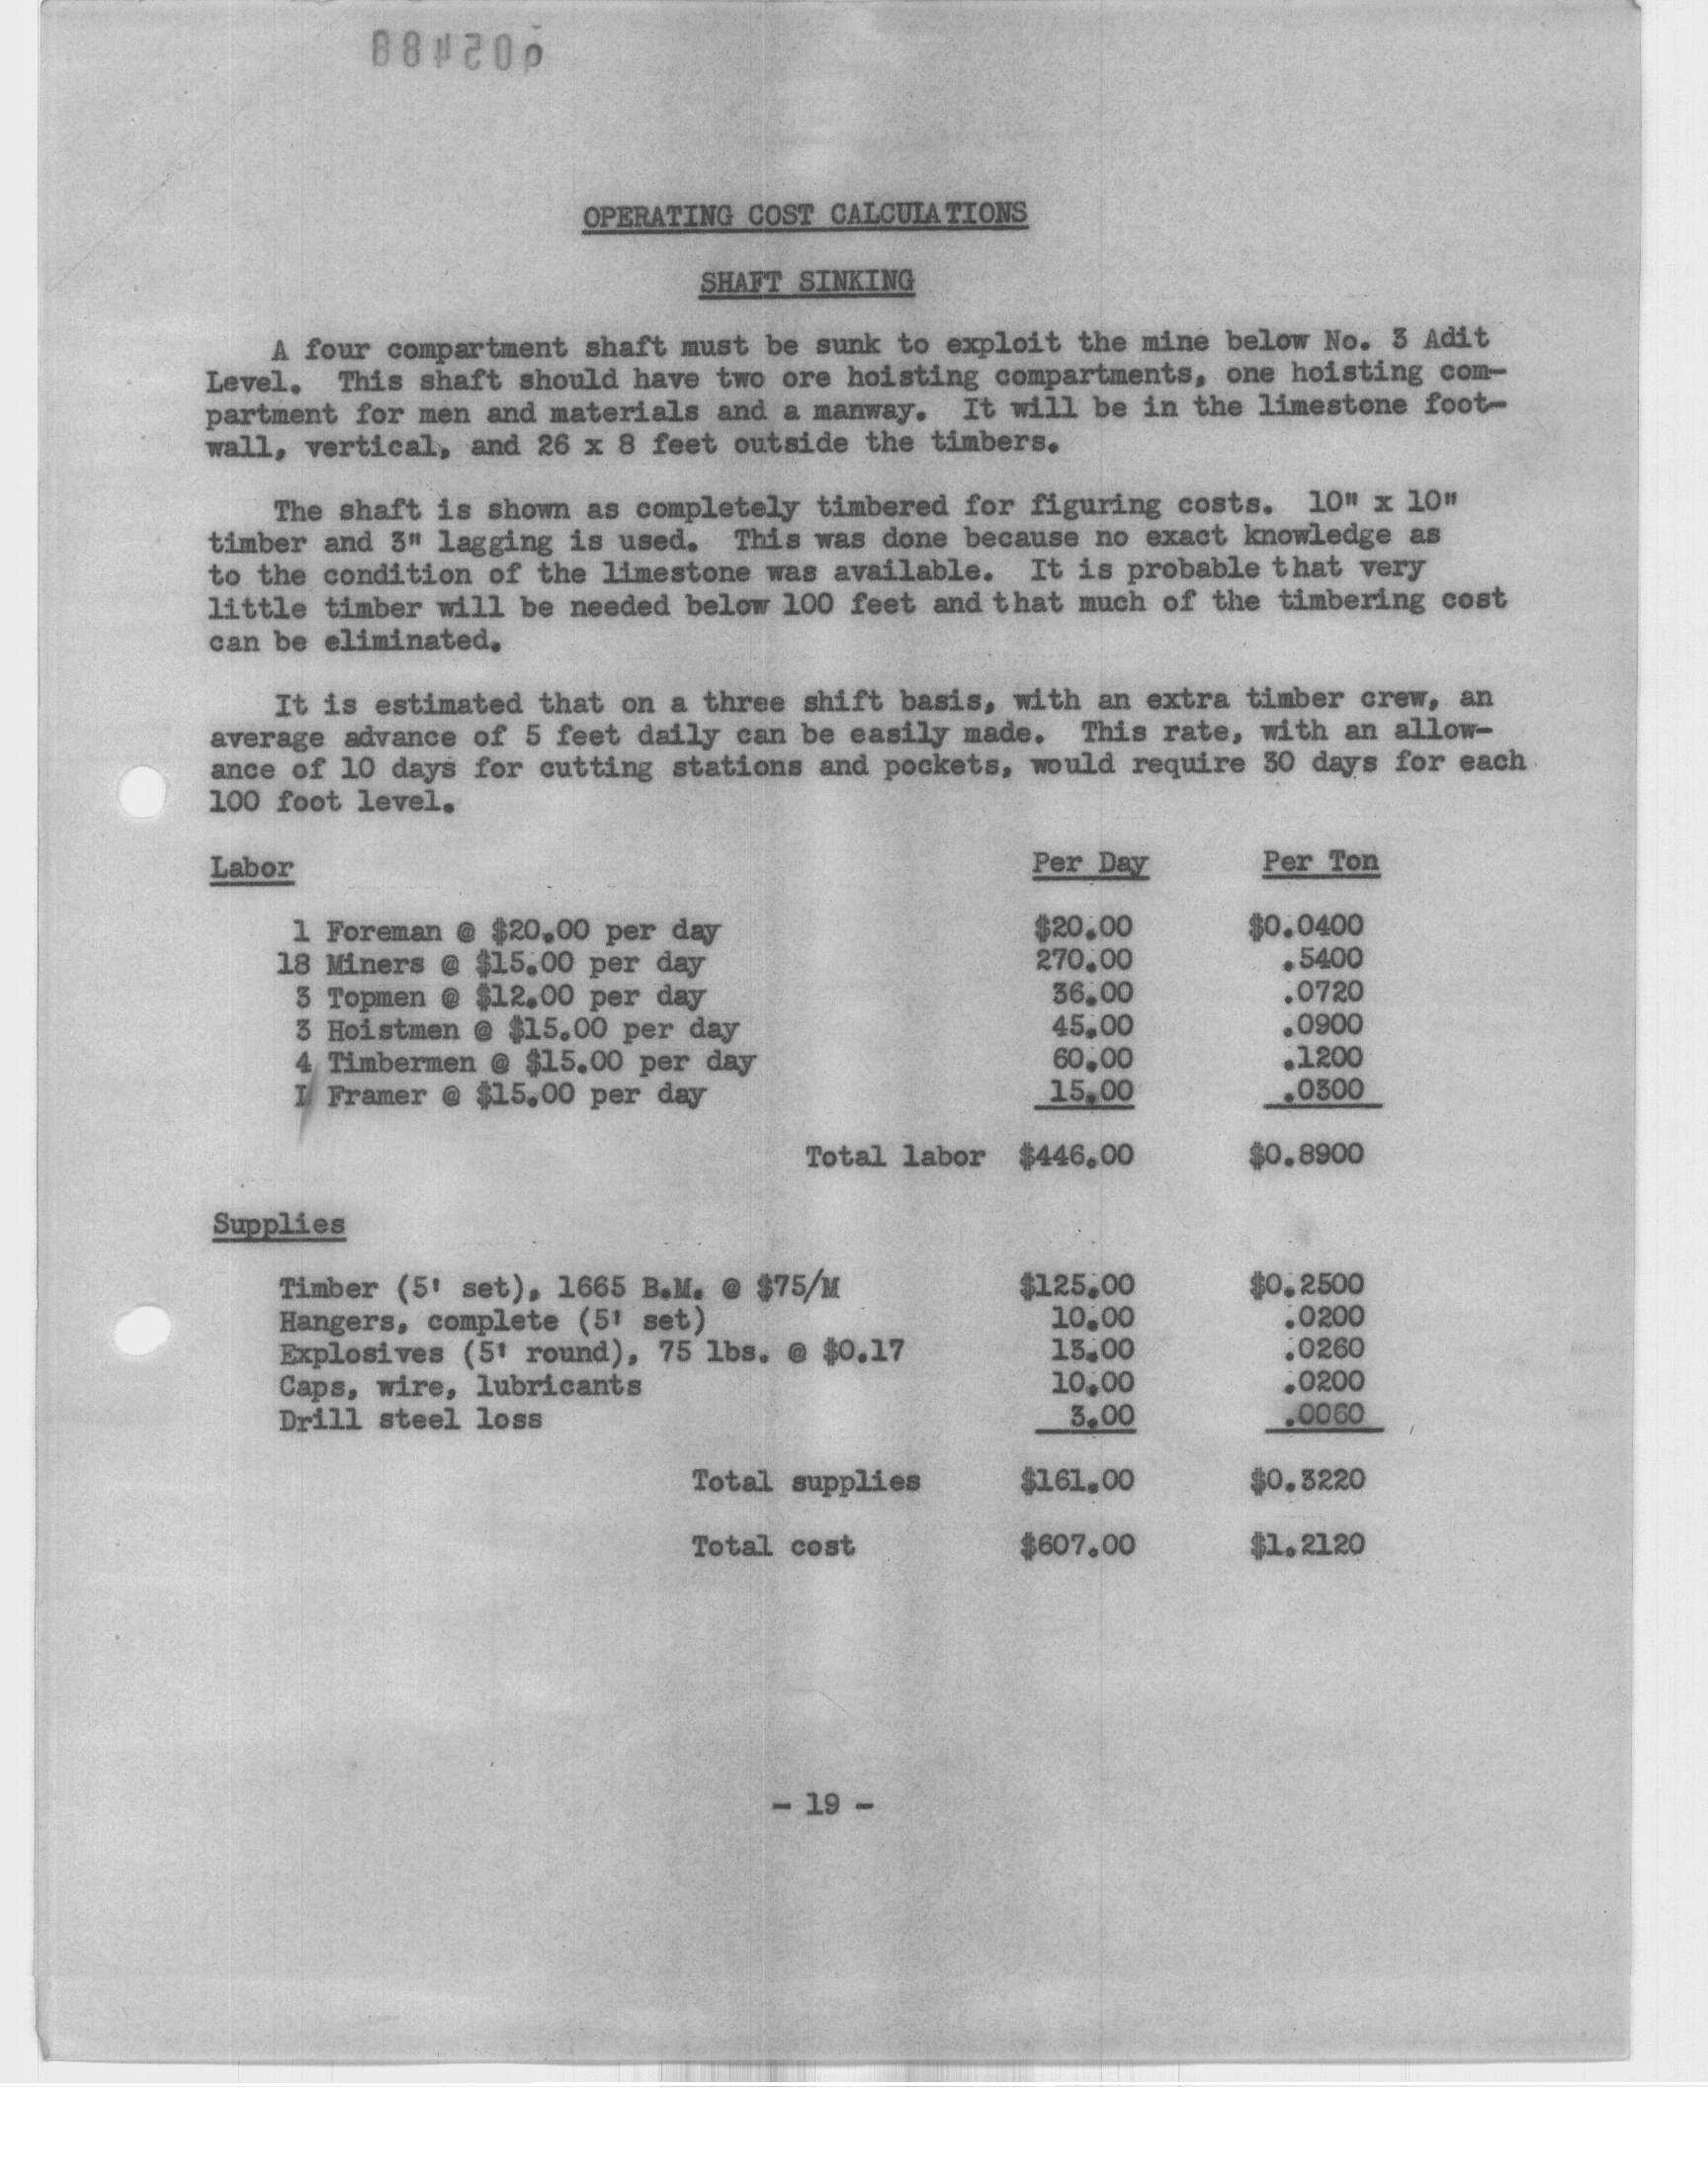 005488
OPERATING COST CALCULATIONS
SHAFT SINKING
A four compartment shaft must be sunk to exploit the mine below No. 3 Adit
Level. This shaft should have two ore hoisting compartments, one hoisting com-
partment for men and materials and a manway. It will be in the limestone foot-
wall, vertical, and 26 x 8 feet outside the timbers.
The shaft is shown as completely timbered for figuring costs. 10" x 10"
timber and 3" lagging is used. This was done because no exact knowledge as
to the condition of the limestone was available. It is probable that very
little timber will be needed below 100 feet and that much of the timbering cost
can be eliminated.
It is estimated that on a three shift basis, with an extra timber crew, an
average advance of 5 feet daily can be easily made. This rate, with an allow-
ance of 10 days for cutting stations and pockets, would require 30 days for each
100 foot level.
Labor Per Day Per Ton
1 Foreman @ $20.00 per day $20.00 $0.0400
18 Miners @ $15.00 per day 270.00 .5400
3 Topmen @ $12.00 per day 36.00 .0720
3 Hoistmen @ $15.00 per day 45.00 .0900
4 Timbermen @ $15.00 per day 60.00 .1200
1 Framer @ $15.00 per day 15.00 .0300
Total labor $446.00 $0.8900
Supplies
Timber (5' set), 1665 B.M. @ $75/M $125.00 $0.2500
Hangers, complete (5' set) 10.00 .0200
Explosives (5' round), 75 lbs. @ $0.17 13.00 .0260
Caps, wire, lubricants 10.00 .0200
Drill steel loss 3.00 .0060
Total supplies $161.00 $0.3220
Total cost $607.00 $1.2120
- 19 -